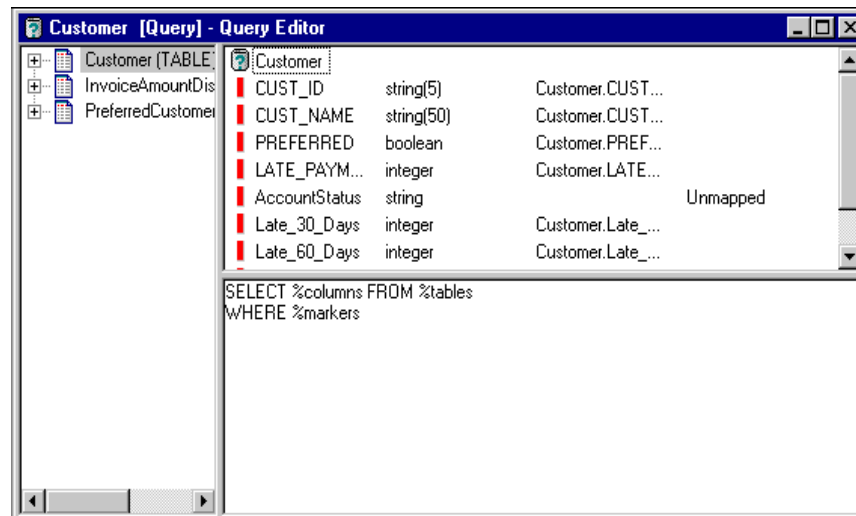 Customer [Query] - Query Editor
Customer (TABLE)
InvoiceAmountDis
PreferredCustomer
Customer
CUST_ID string(5) Customer.CUST...
CUST_NAME string(50) Customer.CUST...
PREFERRED boolean Customer.PREF...
LATE_PAYM... integer Customer.LATE...
AccountStatus string Unmapped
Late_30_Days integer Customer.Late_...
Late_60_Days integer Customer.Late_...
SELECT %columns FROM %tables
WHERE %markers